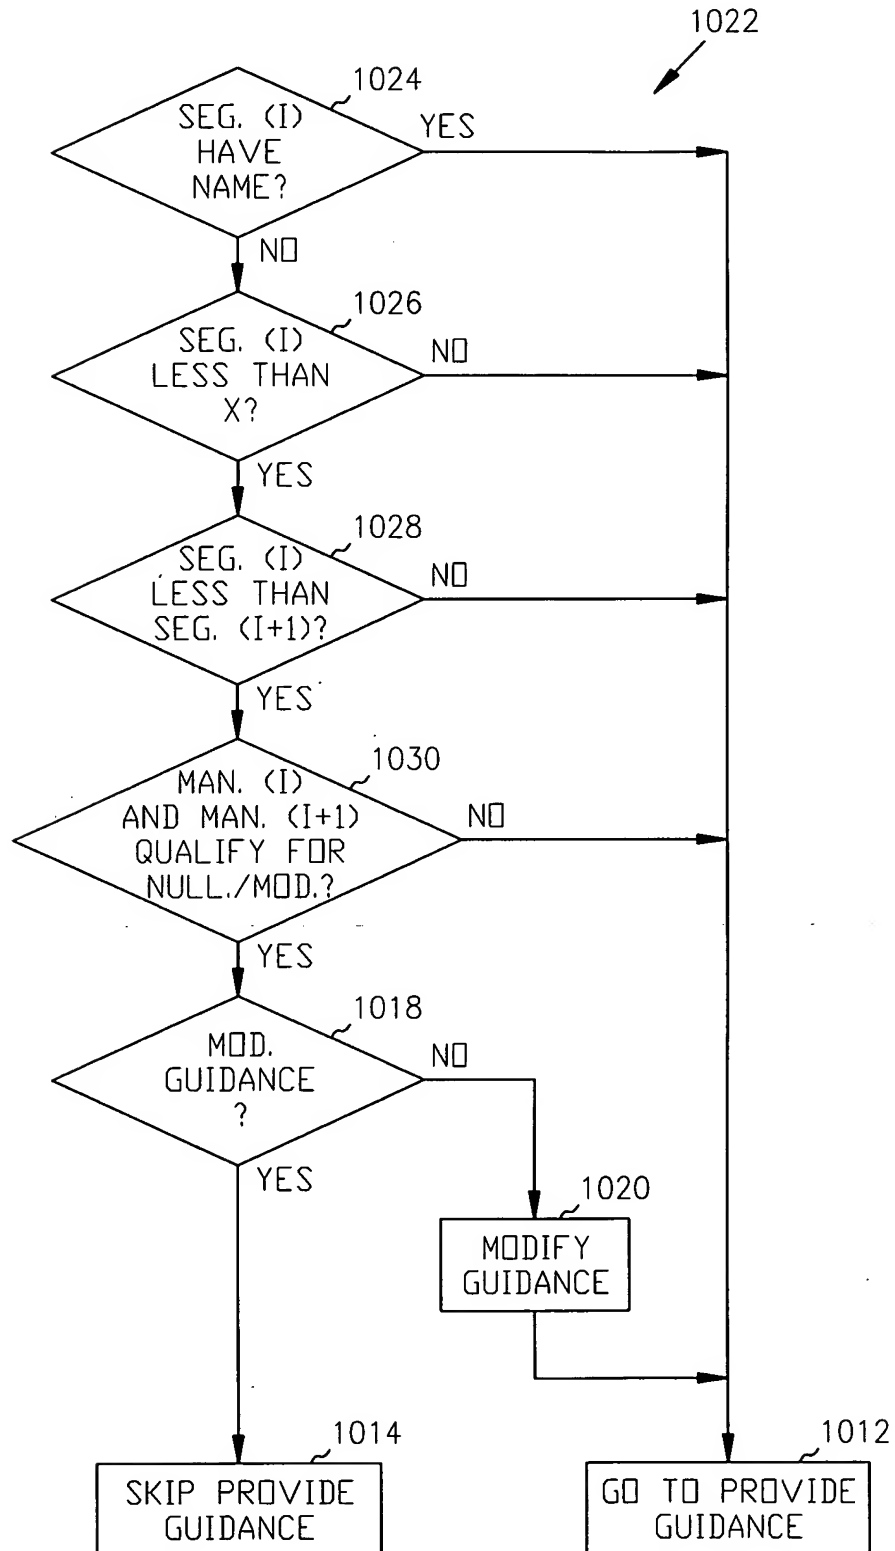 1022
1024
SEG. (I)
HAVE
NAME?
YES
NO
1026
SEG. (I)
LESS THAN
X?
NO
YES
1028
SEG. (I)
LESS THAN
SEG. (I+1)?
NO
YES
1030
MAN. (I)
AND MAN. (I+1)
QUALIFY FOR
NULL./MOD.?
NO
YES
1018
MOD.
GUIDANCE
?
NO
YES
1020
MODIFY
GUIDANCE
1014
SKIP PROVIDE
GUIDANCE
1012
GO TO PROVIDE
GUIDANCE